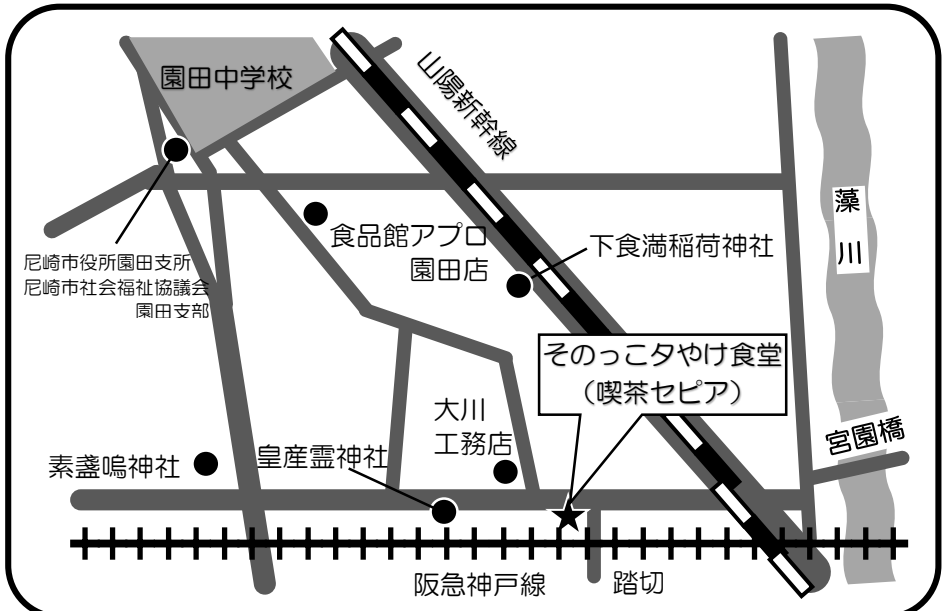 園田中学校
山陽新幹線
藻
川
食品館アプロ
園田店
下食満稲荷神社
尼崎市役所園田支所
尼崎市社会福祉協議会
園田支部
そのっこ夕やけ食堂
（喫茶セピア）
大川
工務店
宮園橋
素盞嗚神社
皇産霊神社
阪急神戸線
踏切